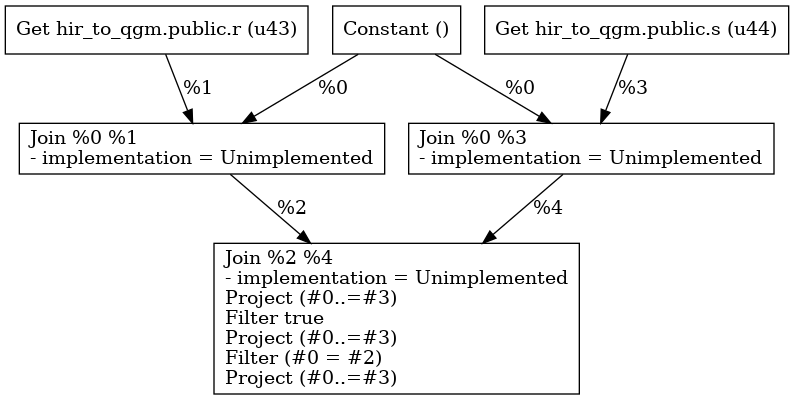 Get hir_to_qgm.public.r (u43)
Constant ()
Get hir_to_qgm.public.s (u44)
%1
%0
%0
%3
Join %0 %1
- implementation = Unimplemented
Join %0 %3
- implementation = Unimplemented
%2
%4
Join %2 %4
- implementation = Unimplemented
Project (#0..=#3)
Filter true
Project (#0..=#3)
Filter (#0 = #2)
Project (#0..=#3)